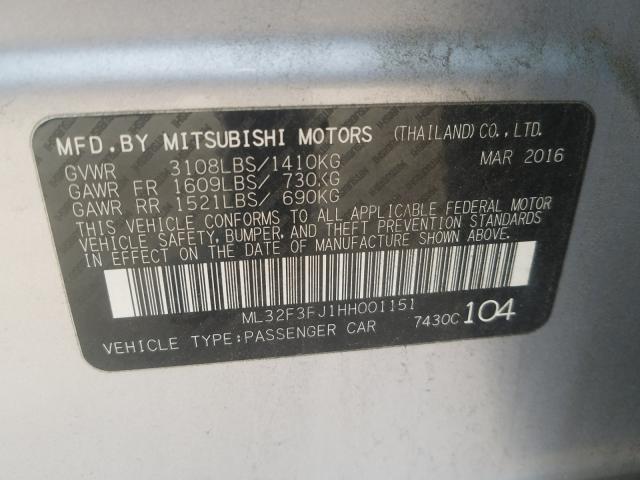 MFD.BY MITSUBISHI MOTORS (THAILAND)CO.,LTD.
GVWR 3108LBS/1410KG MAR 2016
GAWR FR 1609LBS/ 730KG
GAWR RR 1521LBS/ 690KG
THIS VEHICLE CONFORMS TO ALL APPLICABLE FEDERAL MOTOR
VEHICLE SAFETY, BUMPER, AND THEFT PREVENTION STANDARDS
IN EFFECT ON THE DATE OF MANUFACTURE SHOWN ABOVE.
ML32F3FJ1HH001151
VEHICLE TYPE:PASSENGER CAR 7430C 104